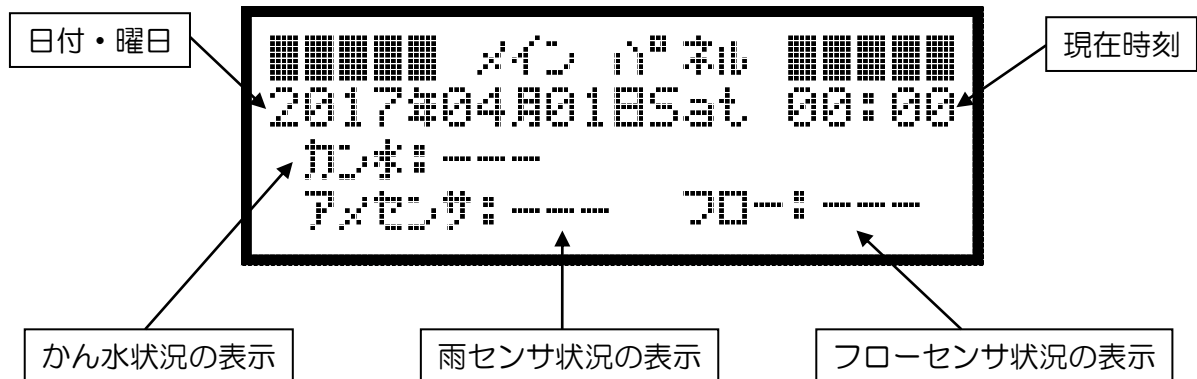 日付・曜日
現在時刻
メイン パネル
2017年04月01日Sat 00:00
カン水:---
アメセンサ:--- フロー:---
かん水状況の表示
雨センサ状況の表示
フローセンサ状況の表示